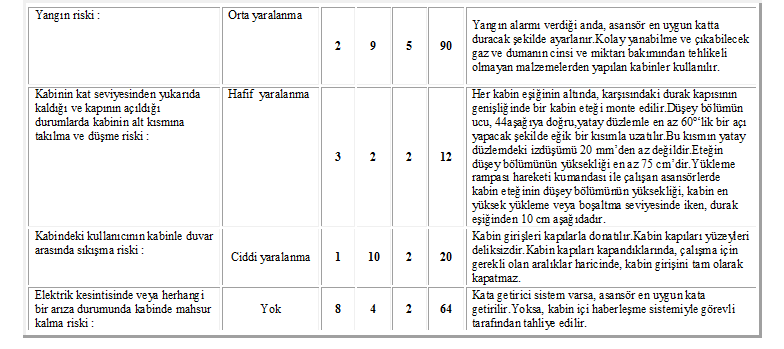 Yangın riski :
Orta yaralanma
2
9
5
90
Yangın alarmı verdiği anda, asansör en uygun katta
duracak şekilde ayarlanır.Kolay yanabilme ve çıkabilecek
gaz ve dumanın cinsi ve miktarı bakımından tehlikeli
olmayan malzemelerden yapılan kabinler kullanılır.
Kabinin kat seviyesinden yukarıda
kaldığı ve kapının açıldığı
durumlarda kabinin alt kısmına
takılma ve düşme riski :
Hafif yaralanma
3
2
2
12
Her kabin eşiğinin altında, karşısındaki durak kapısının
genişliğinde bir kabin eteği monte edilir.Düşey bölümün
ucu, 44aşağıya doğru,yatay düzlemle en az 60°‘lik bir açı
yapacak şekilde eğik bir kısımla uzatılır.Bu kısmın yatay
düzlemdeki izdüşümü 20 mm’den az değildir.Eteğin
düşey bölümünün yüksekliği en az 75 cm’dir.Yükleme
rampası hareketi kumandası ile çalışan asansörlerde
kabin eteğinin düşey bölümünün yüksekliği, kabin en
yüksek yükleme veya boşaltma seviyesinde iken, durak
eşiğinden 10 cm aşağıdadır.
Kabindeki kullanıcının kabinle duvar
arasında sıkışma riski :
Ciddi yaralanma
1
10
2
20
Kabin girişleri kapılarla donatılır.Kabin kapıları yüzeyleri
deliksizdir.Kabin kapıları kapandıklarında, çalışma için
gerekli olan aralıklar haricinde, kabin girişini tam olarak
kapatmaz.
Elektrik kesintisinde veya herhangi
bir arıza durumunda kabinde mahsur
kalma riski :
Yok
8
4
2
64
Kata getirici sistem varsa, asansör en uygun kata
getirilir.Yoksa, kabin içi haberleşme sistemiyle görevli
tarafından tahliye edilir.